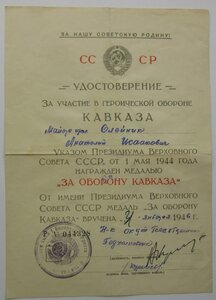 ЗА НАШУ СОВЕТСКУЮ РОДИНУ!
СС СР
УДОСТОВЕРЕНИЕ
ЗА УЧАСТИЕ В ГЕРОИЧЕСКОЙ ОБОРОНЕ
КАВКАЗА
Олейник
УКАЗОМ ПРЕЗИДИУМА ВЕРХОВНОГО
СОВЕТА СССР, ОТ 1 МАЯ 1944 ГОДА
НАГРАЖДЕН МЕДАЛЬЮ
"ЗА ОБОРОНУ КАВКАЗА"
ОТ ИМЕНИ ПРЕЗИДИУМА ВЕРХОВНОГО
СОВЕТА СССР МЕДАЛЬ „ЗА ОБОРОНУ
КАВКАЗА" ВРУЧЕНА января 1946 г.